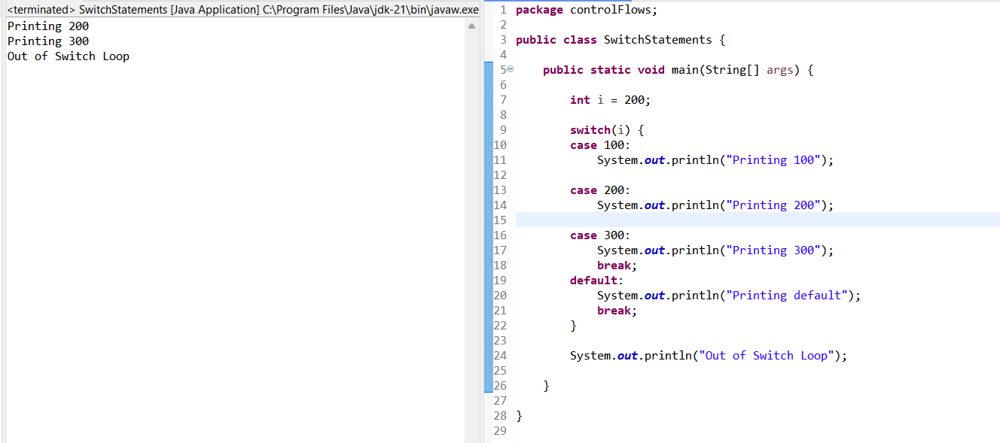 <terminated> SwitchStatements [Java Application] C:\Program Files\Java\jdk-21\bin\javaw.exe
Printing 200
Printing 300
Out of Switch Loop
1 package controlFlows;
2
3 public class SwitchStatements {
4
5 public static void main(String[] args) {
6
7 int i = 200;
8
9 switch(i) {
10 case 100:
11 System.out.println("Printing 100");
12
13 case 200:
14 System.out.println("Printing 200");
15
16 case 300:
17 System.out.println("Printing 300");
18 break;
19 default:
20 System.out.println("Printing default");
21 break;
22 }
23
24 System.out.println("Out of Switch Loop");
25
26 }
27
28 }
29